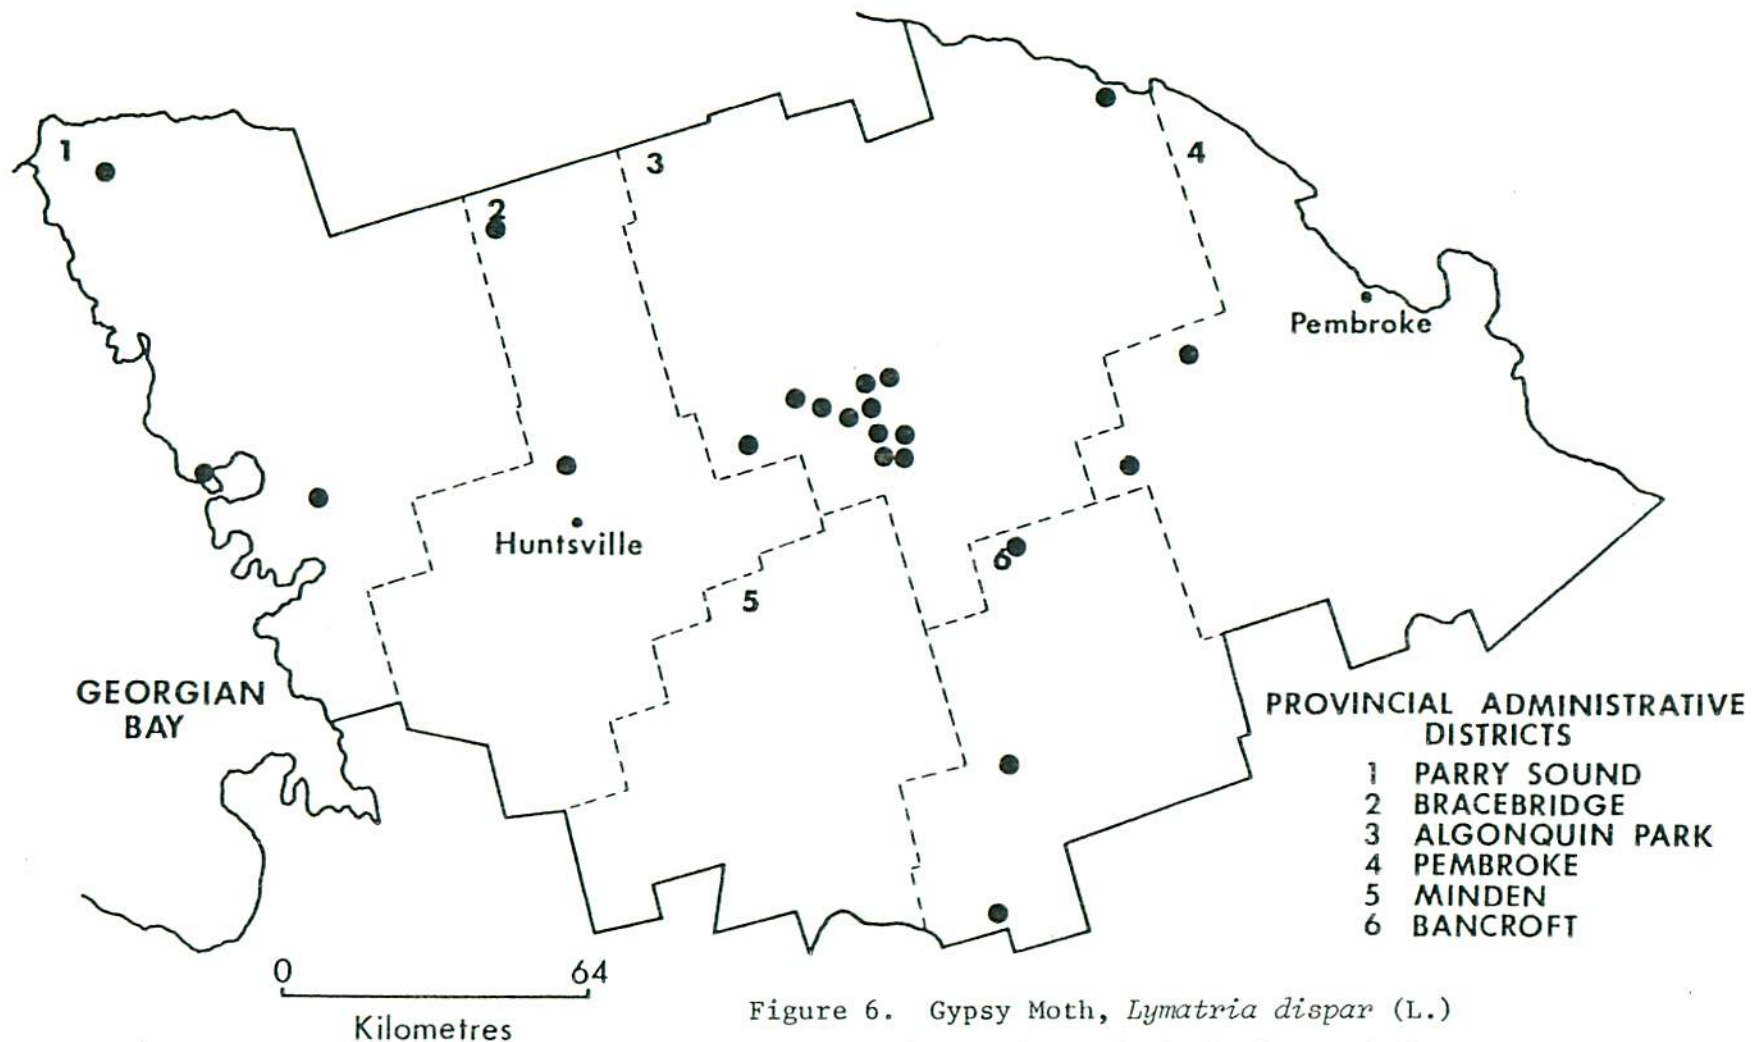 1
2
3
4
Pembroke
Huntsville
6
5
GEORGIAN
BAY
PROVINCIAL ADMINISTRATIVE
DISTRICTS
1 PARRY SOUND
2 BRACEBRIDGE
3 ALGONQUIN PARK
4 PEMBROKE
5 MINDEN
6 BANCROFT
0 64
Kilometres
Figure 6. Gypsy Moth, Lymatria dispar (L.)